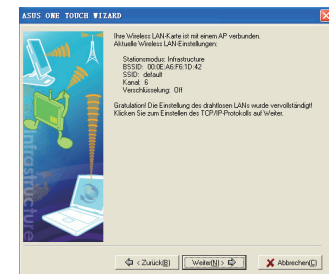 ASUS ONE TOUCH WIZARD
Ihre Wireless LAN-Karte ist mit einem AP verbunden.
Aktuelle Wireless LAN-Einstellungen:
Stationsmodus: Infrastructure
BSSID: 00:0E:A6:F6:1D:42
SSID: default
Kanal: 6
Verschlüsselung: Off
Gratulation! Die Einstellung des drahtlosen LANs wurde vervollständigt!
Klicken Sie zum Einstellen des TCP/IP-Protokolls auf Weiter.
Infrastructure
< Zurück(B)
Weiter(N) >
Abbrechen(C)